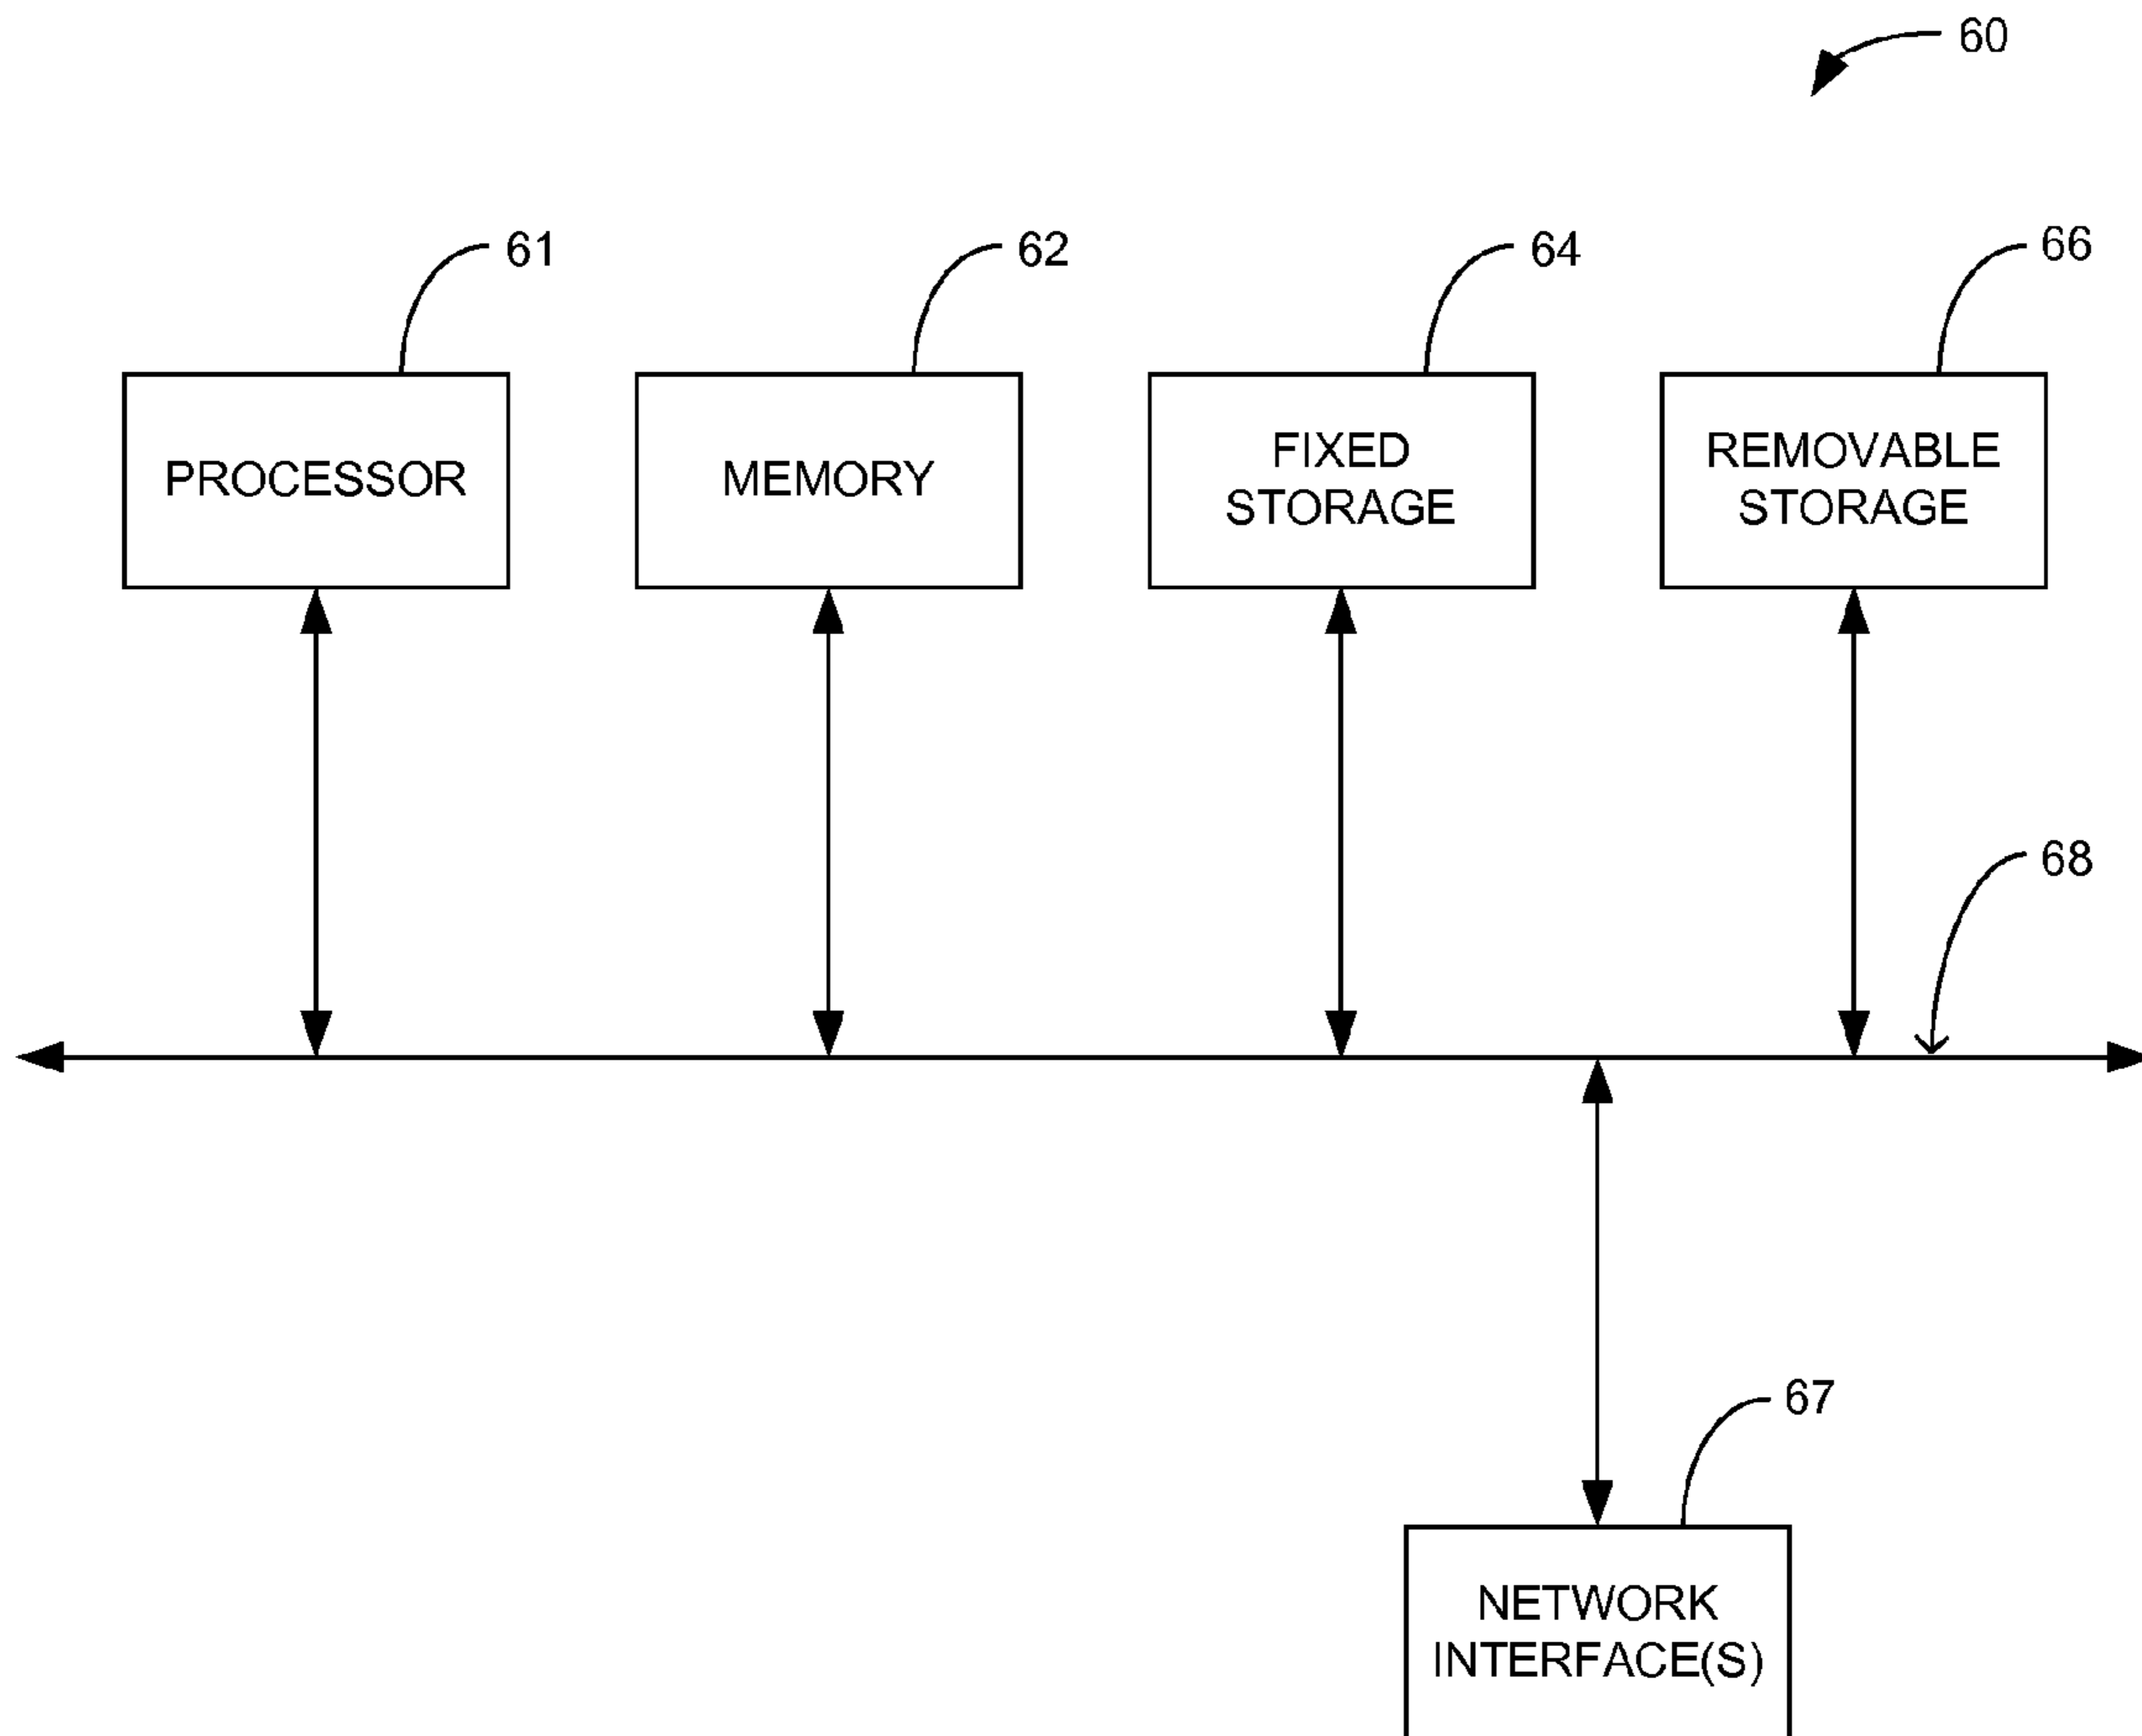 60
61
62
64
66
PROCESSOR
MEMORY
FIXED
STORAGE
REMOVABLE
STORAGE
68
67
NETWORK
INTERFACE(S)